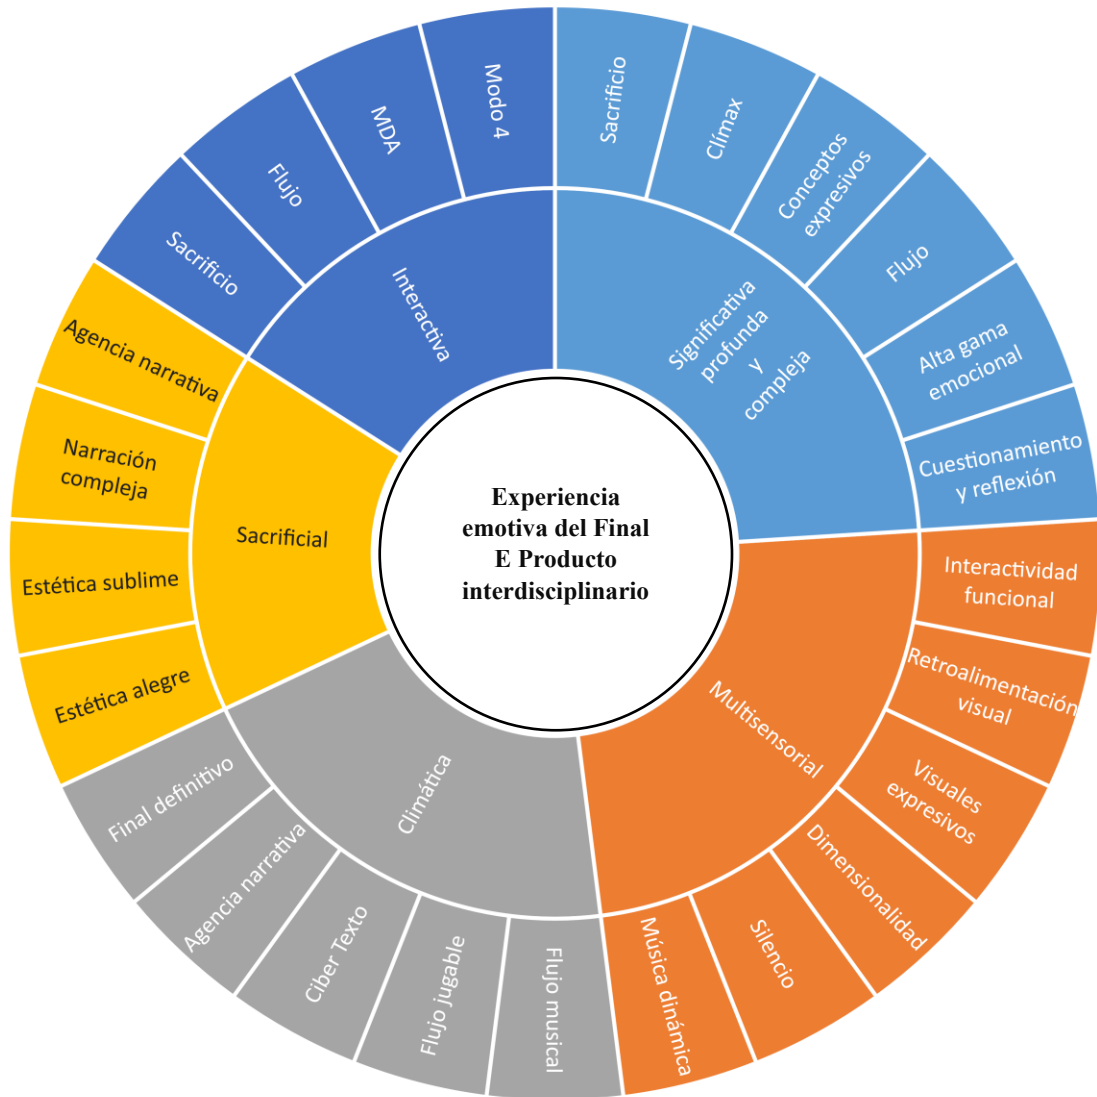 Experiencia
emotiva del Final
E Producto
interdisciplinario
Significativa
profunda
y
compleja
Sacrificio
Clímax
Conceptos
expresivos
Flujo
Alta gama
emocional
Cuestionamiento
y reflexión
Multisensorial
Interactividad
funcional
Retroalimentación
visual
Visuales
expresivos
Dimensionalidad
Silencio
Música dinámica
Climática
Flujo musical
Flujo jugable
Ciber Texto
Agencia narrativa
Final definitivo
Sacrificial
Estética alegre
Estética sublime
Narración
compleja
Agencia narrativa
Interactiva
Sacrificio
Flujo
MDA
Modo 4